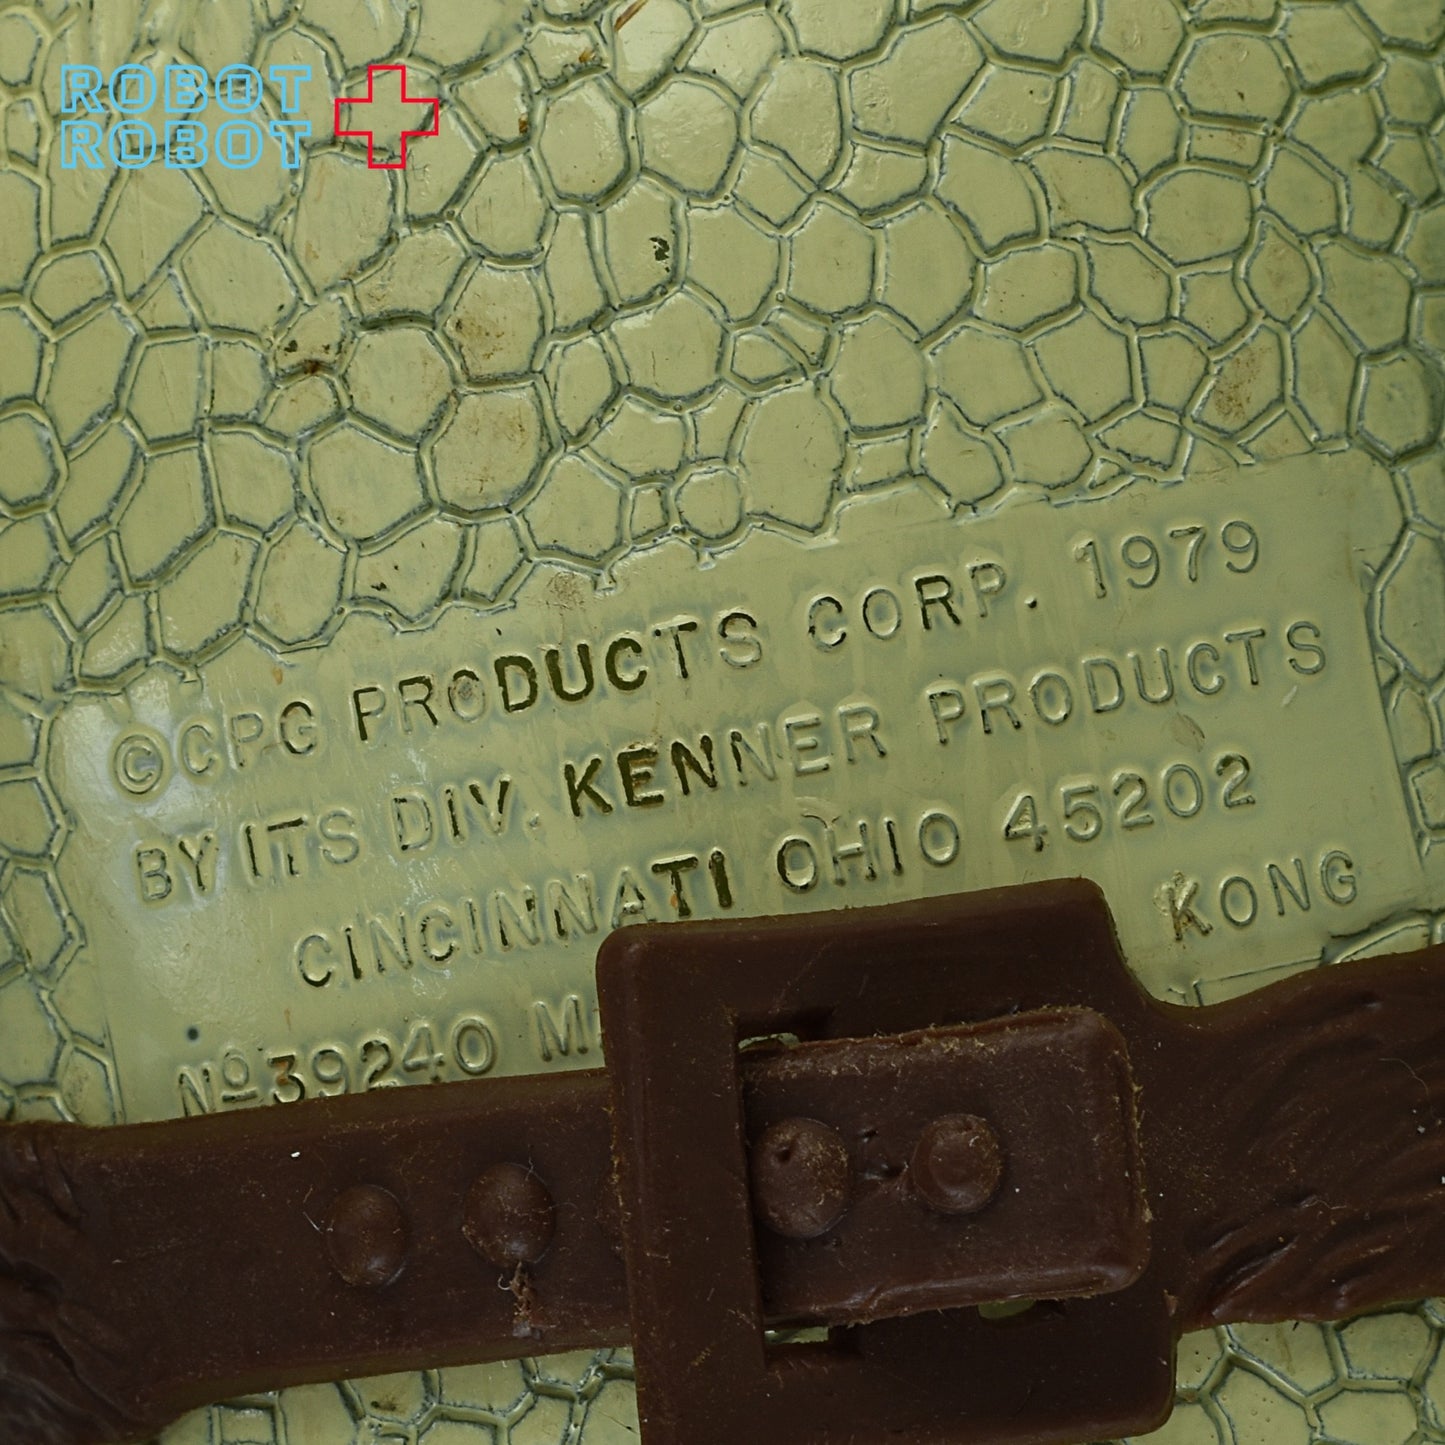 ROBOT
ROBOT
©CPG PRODUCTS CORP. 1979
BY ITS DIV. KENNER PRODUCTS
CINCINNATI OHIO 45202
Nº39240 KONG